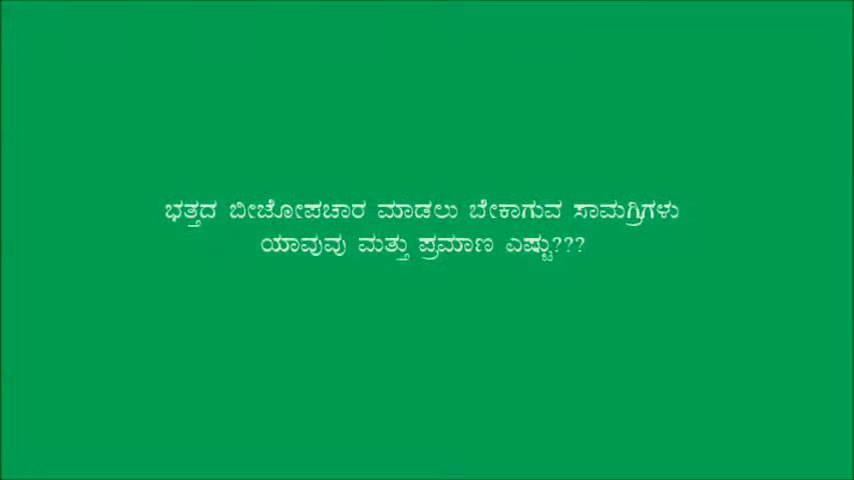 ಭತ್ತದ ಬೀಜೋಪಚಾರ ಮಾಡಲು ಬೇಕಾಗುವ ಸಾಮಗ್ರಿಗಳು
ಯಾವುವು ಮತ್ತು ಪ್ರಮಾಣ ಎಷ್ಟು???